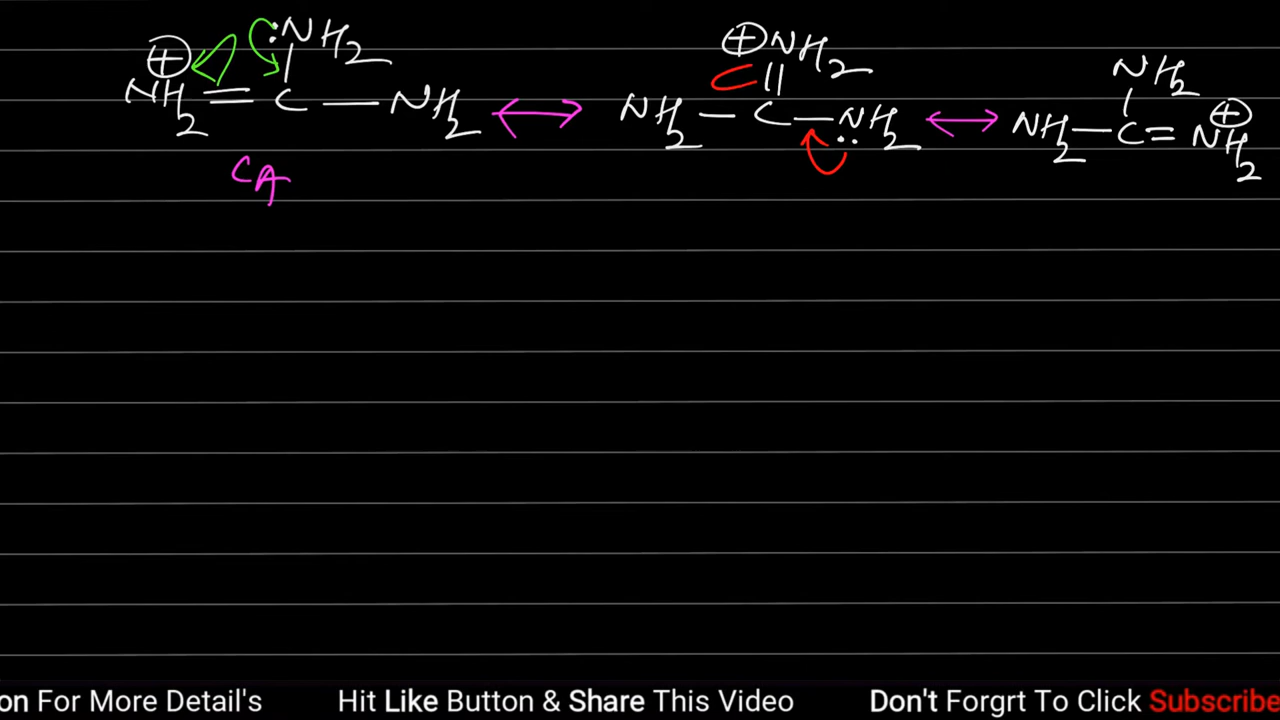 :NH2 ⊕NH2 NH2
⊕
NH2 = C — NH2 ↔ NH2 — C — NH2 ↔ NH2 — C = NH2 ⊕
CA
on For More Detail's Hit Like Button & Share This Video Don't Forgrt To Click Subscribe